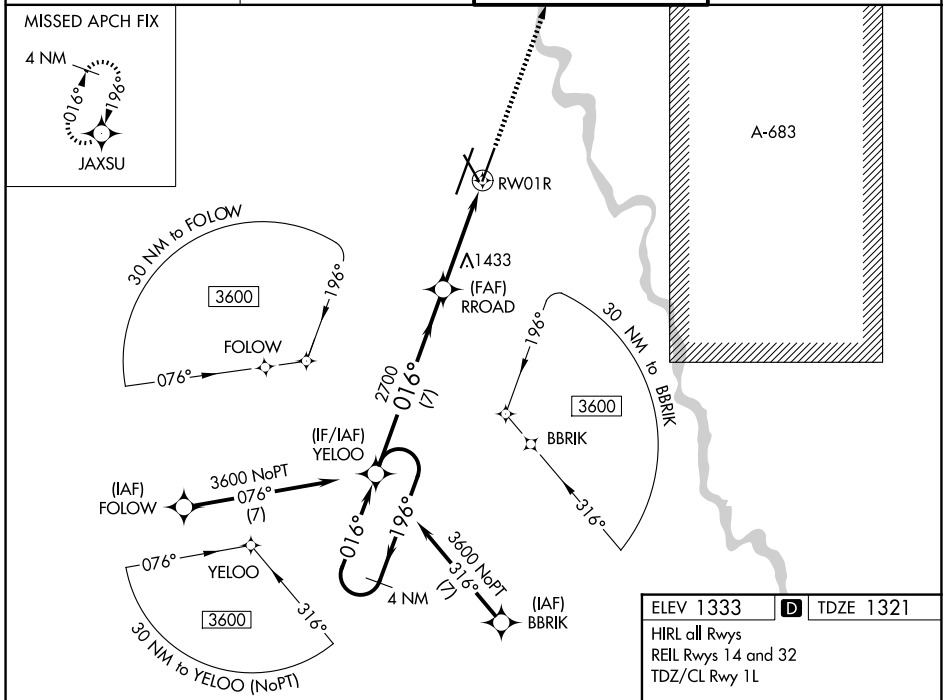 MISSED APCH FIX
4 NM
016°
196°
JAXSU
A-683
RW01R
1433
(FAF)
RROAD
30 NM to FOLOW
3600
196°
FOLOW
076°
30 NM to BBRIK
196°
3600
BBRIK
316°
2700
016°
(7)
(IF/IAF)
YELOO
3600 NoPT
076°
(7)
(IAF)
FOLOW
016°
196°
4 NM
3600 NoPT
316°
(7)
(IAF)
BBRIK
076°
YELOO
316°
3600
30 NM to YELOO (NoPT)
ELEV 1333 D TDZE 1321
HIRL all Rwys
REIL Rwys 14 and 32
TDZ/CL Rwy 1L